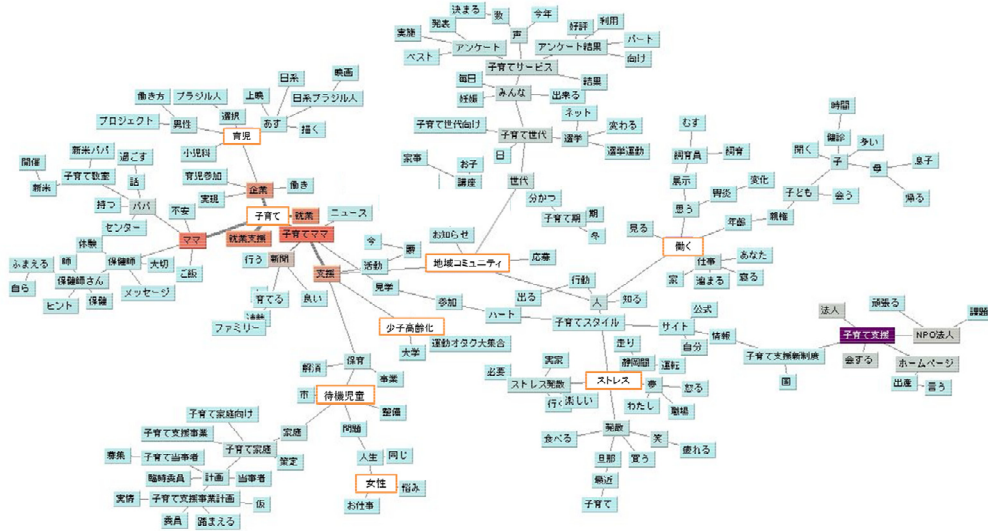 決まる
数
今年
発表
声
好評
利用
実施
アンケート
アンケート結果
パート
ベスト
向け
子育てサービス
結果
毎日
みんな
出来る
妊娠
ネット
子育て世代向け
子育て世代
選挙
変わる
選挙運動
日
家事
お子
講座
世代
分かつ
子育て期
期
冬
お知らせ
地域コミュニティ
応募
日系
映画
上映
日系ブラジル人
働き方
ブラジル人
選択
あす
描く
プロジェクト
男性
育児
小児科
育児参加
企業
働き
実現
子育て
就業
子育てママ
ニュース
就業支援
開催
新米パパ
過ごす
新米
子育て教室
話
持つ
パパ
不安
センター
ママ
体験
ご飯
ふまえる
師
保健師
大切
自ら
保健師さん
ヒント
保健
メッセージ
行う
新聞
今
活動
支援
見学
育てる
良い
ファミリー
少子高齢化
大学
運動オタク大集合
参加
ハート
出る
行動
人
知る
子育てスタイル
サイト
公式
自分
情報
子育て支援新制度
国
法人
頑張る
課題
子育て支援
NPO法人
会する
ホームページ
出産
言う
むす
飼育員
飼育
展示
胃炎
変化
思う
見る
年齢
親権
働く
仕事
あなた
家
溜まる
寝る
時間
聞く
健診
多い
子
母
息子
子ども
会う
帰る
走り
静岡間
運転
実家
必要
ストレス発散
ストレス
行く
楽しい
夢
わたし
怒る
職場
発散
笑
食べる
旦那
買う
疲れる
最近
子育て
保育
解消
事業
市
待機児童
整備
問題
人生
同じ
女性
悩み
お仕事
子育て家庭向け
子育て支援事業
家庭
子育て家庭
策定
募集
子育て当事者
臨時委員
計画
当事者
実情
子育て支援事業計画
仮
委員
踏まえる